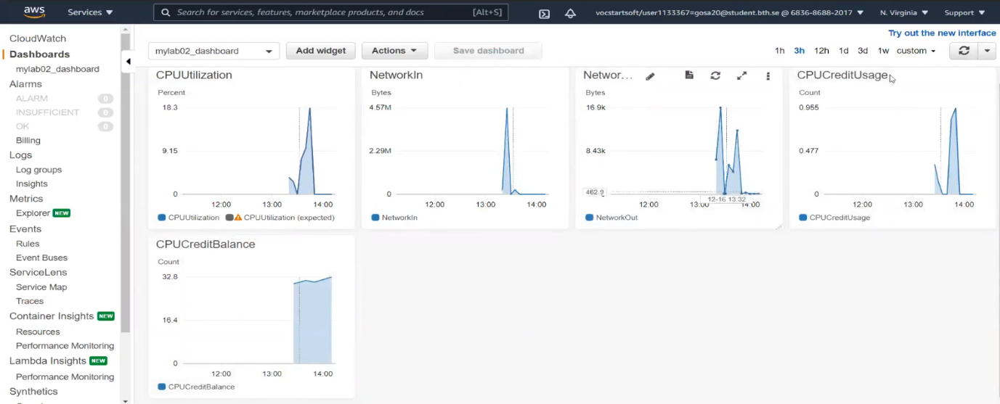 aws Services Search for services, features, marketplace products, and docs [Alt+S] vocstartsoft/user1133367=gosa20@student.bth.se @ 6836-8688-2017 N. Virginia Support
Try out the new interface
CloudWatch
Dashboards
mylab02_dashboard
Alarms
ALARM 0
INSUFFICIENT 0
OK 0
Billing
Logs
Log groups
Insights
Metrics
Explorer NEW
Events
Rules
Event Buses
ServiceLens
Service Map
Traces
Container Insights NEW
Resources
Performance Monitoring
Lambda Insights NEW
Performance Monitoring
Synthetics
mylab02_dashboard Add widget Actions Save dashboard 1h 3h 12h 1d 3d 1w custom
CPUUtilization
Percent
18.3
9.15
0
12:00 13:00 14:00
CPUUtilization CPUUtilization (expected)
NetworkIn
Bytes
4.57M
2.29M
0
12:00 13:00 14:00
NetworkIn
Networ...
Bytes
16.9k
8.43k
462.9
12-16 13:32
12:00 13:00 14:00
NetworkOut
CPUCreditUsage
Count
0.955
0.477
0
12:00 13:00 14:00
CPUCreditUsage
CPUCreditBalance
Count
32.8
16.4
0
12:00 13:00 14:00
CPUCreditBalance